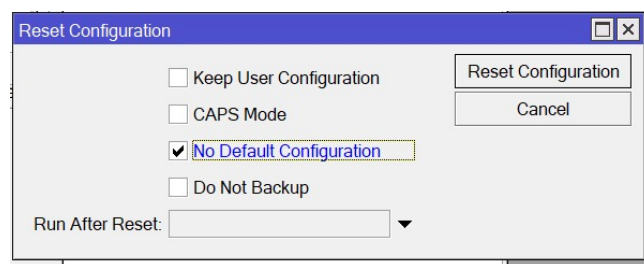 Reset Configuration
Keep User Configuration
Reset Configuration
CAPS Mode
Cancel
No Default Configuration
Do Not Backup
Run After Reset: